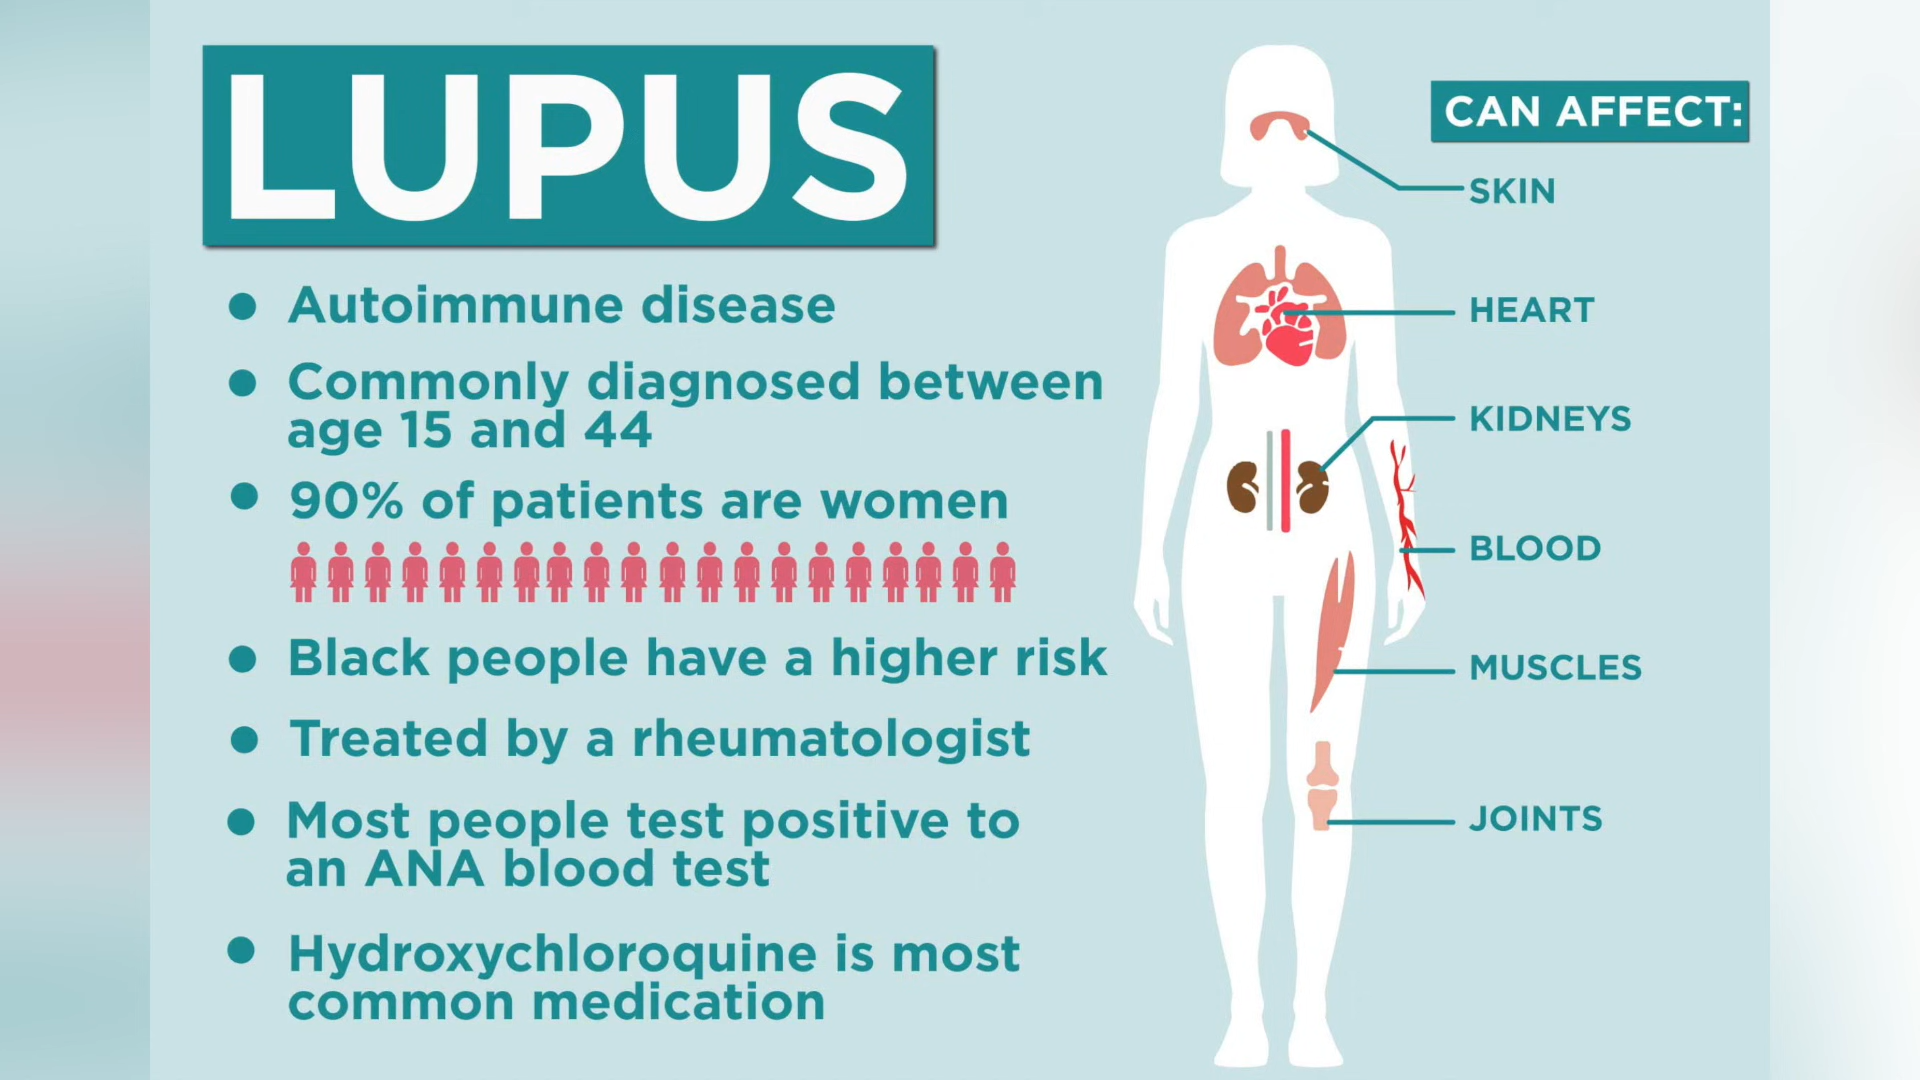 LUPUS
Autoimmune disease
Commonly diagnosed between
age 15 and 44
90% of patients are women
Black people have a higher risk
Treated by a rheumatologist
Most people test positive to
an ANA blood test
Hydroxychloroquine is most
common medication
CAN AFFECT:
SKIN
HEART
KIDNEYS
BLOOD
MUSCLES
JOINTS